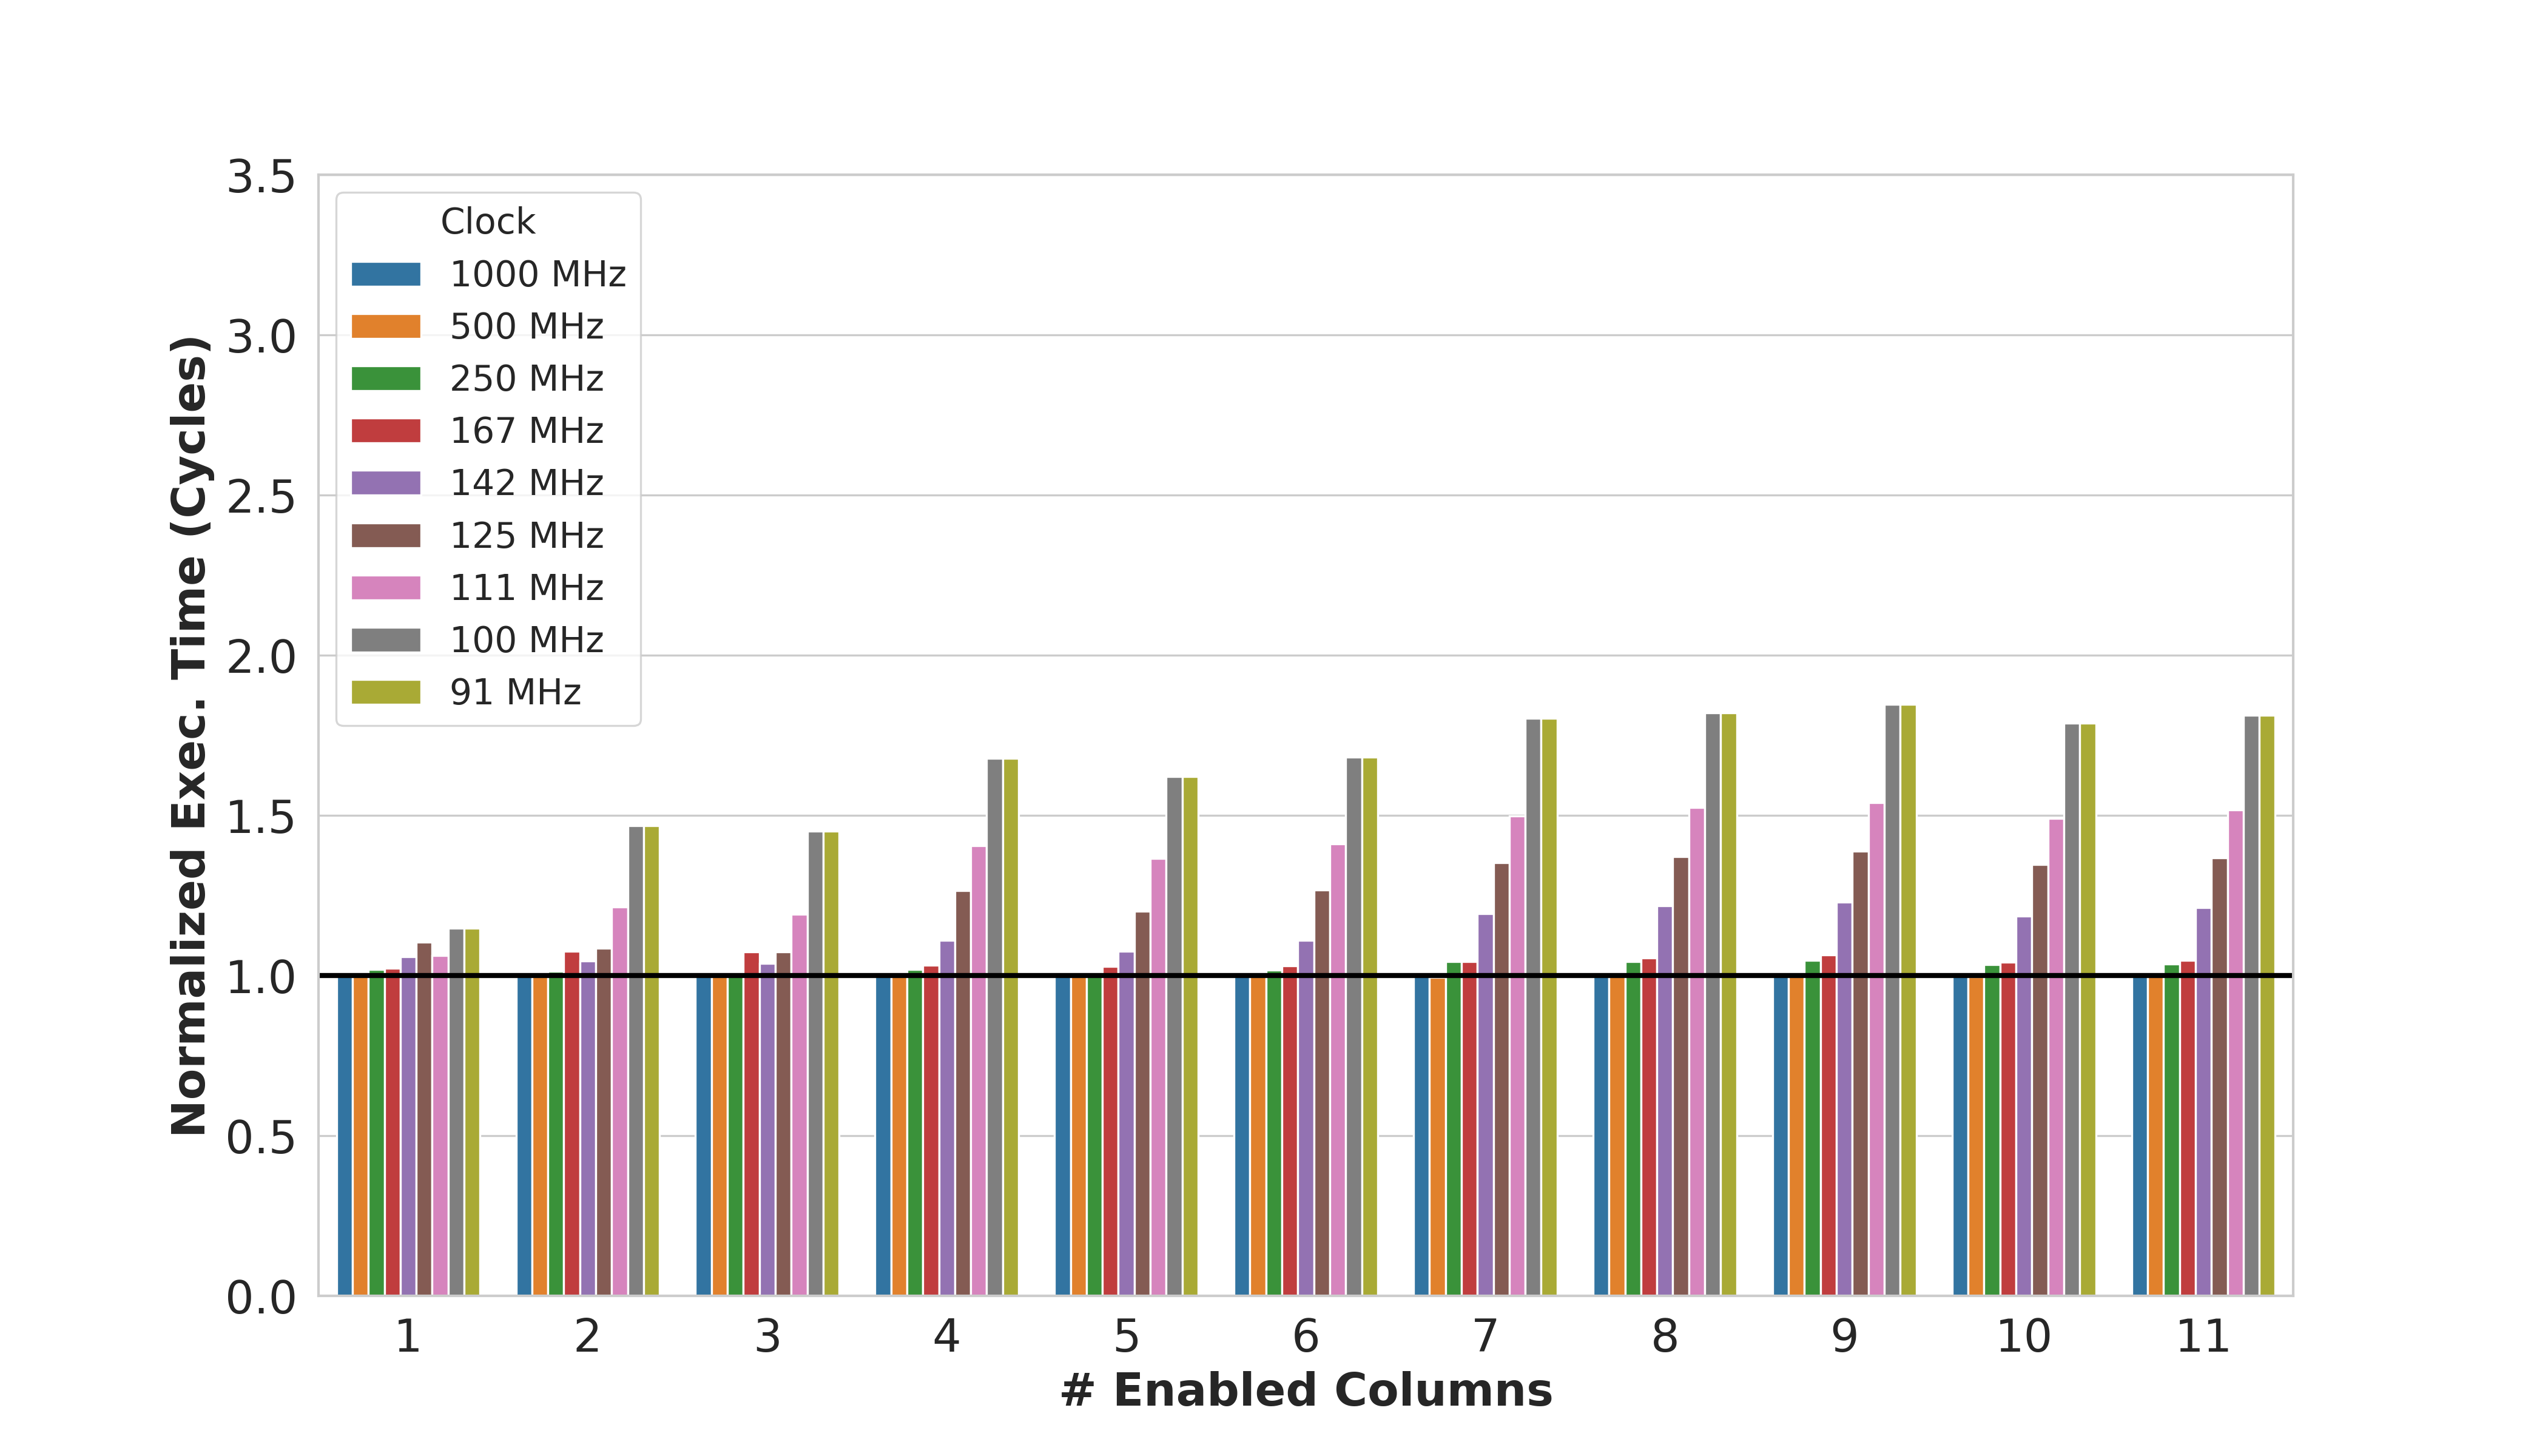 3.5
3.0
2.5
2.0
1.5
1.0
0.5
0.0
Normalized Exec. Time (Cycles)
Clock
1000 MHz
500 MHz
250 MHz
167 MHz
142 MHz
125 MHz
111 MHz
100 MHz
91 MHz
1 2 3 4 5 6 7 8 9 10 11
# Enabled Columns